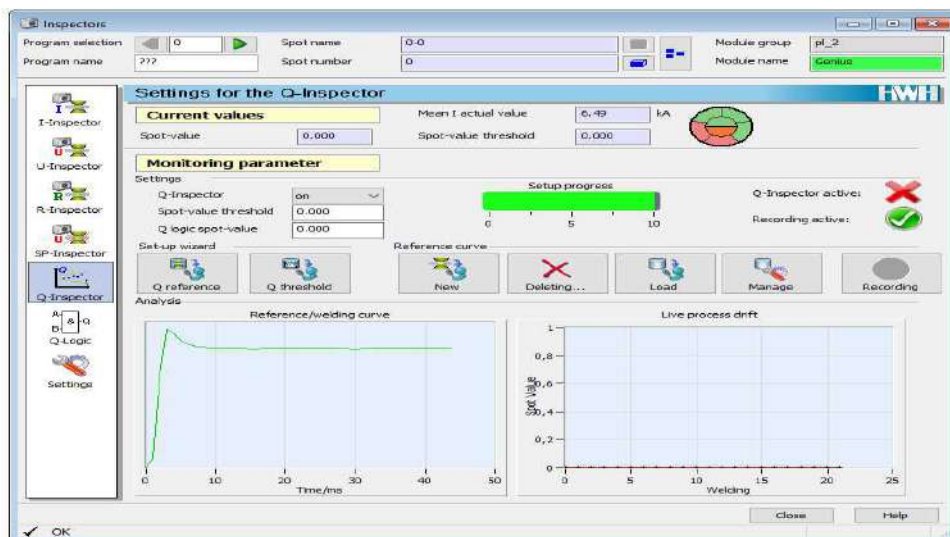 Inspectors
Program selection 0 Spot name 0-0 Module group pl_2
Program name ??? Spot number 0 Module name Genius
Settings for the Q-Inspector HWH
Current values Mean I actual value 6,49 kA
Spot-value 0.000 Spot-value threshold 0.000
Monitoring parameter
Settings
Q-Inspector on
Spot-value threshold 0.000
Q logic spot-value 0.000
Setup progress
0 5 10
Q-Inspector active:
Recording active:
Set-up wizard Reference curve
Q reference Q threshold New Deleting... Load Manage Recording
Analysis
I-Inspector
U-Inspector
R-Inspector
SP-Inspector
Q-Inspector
A B & Q
Q-Logic
Settings
Reference/welding curve
0 10 20 30 40 50
Time/ms
Live process drift
Spot Value
1
0,8
0,6
0,4
0,2
0
0 5 10 15 20 25
Welding
Close Help
OK